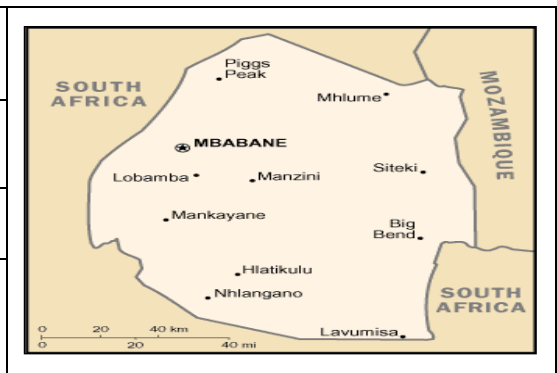 Piggs
Peak
SOUTH
AFRICA
Mhlume
MOZAMBIQUE
MBABANE
Lobamba
Manzini
Siteki
Mankayane
Big
Bend
Hlatikulu
Nhlangano
SOUTH
AFRICA
Lavumisa
0 20 40 km
0 20 40 mi